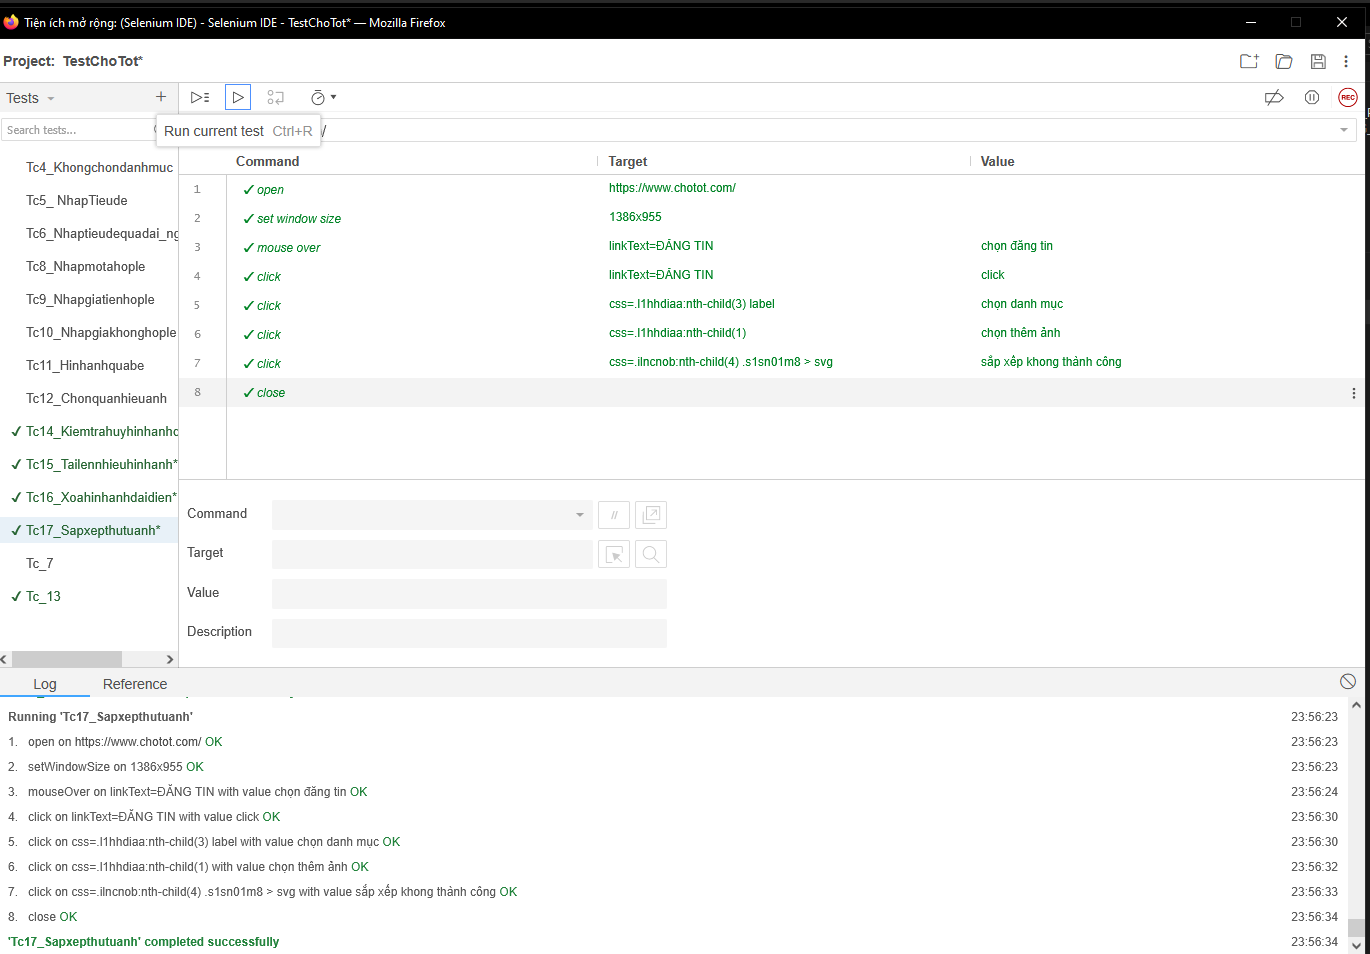 Tiện ích mở rộng: (Selenium IDE) - Selenium IDE - TestChoTot* — Mozilla Firefox
Project: TestChoTot*
Tests
Search tests...
Run current test Ctrl+R
/
REC
Command Target Value
1 ✓ open https://www.chotot.com/
2 ✓ set window size 1386x955
3 ✓ mouse over linkText=ĐĂNG TIN chọn đăng tin
4 ✓ click linkText=ĐĂNG TIN click
5 ✓ click css=.l1hhdiaa:nth-child(3) label chọn danh mục
6 ✓ click css=.l1hhdiaa:nth-child(1) chọn thêm ảnh
7 ✓ click css=.ilncnob:nth-child(4) .s1sn01m8 > svg sắp xếp khong thành công
8 ✓ close
Tc4_Khongchondanhmuc
Tc5_ NhapTieude
Tc6_Nhaptieudequadai_ng
Tc8_Nhapmotahople
Tc9_Nhapgiatienhople
Tc10_Nhapgiakhonghople
Tc11_Hinhanhquabe
Tc12_Chonquanhieuanh
✓ Tc14_Kiemtrahuyhinhanhc
✓ Tc15_Tailennhieuhinhanh*
✓ Tc16_Xoahinhanhdaidien*
✓ Tc17_Sapxepthutuanh*
Tc_7
✓ Tc_13
Command
//
Target
Value
Description
Log Reference
Running 'Tc17_Sapxepthutuanh' 23:56:23
1. open on https://www.chotot.com/ OK 23:56:23
2. setWindowSize on 1386x955 OK 23:56:23
3. mouseOver on linkText=ĐĂNG TIN with value chọn đăng tin OK 23:56:24
4. click on linkText=ĐĂNG TIN with value click OK 23:56:30
5. click on css=.l1hhdiaa:nth-child(3) label with value chọn danh mục OK 23:56:30
6. click on css=.l1hhdiaa:nth-child(1) with value chọn thêm ảnh OK 23:56:32
7. click on css=.ilncnob:nth-child(4) .s1sn01m8 > svg with value sắp xếp khong thành công OK 23:56:33
8. close OK 23:56:34
'Tc17_Sapxepthutuanh' completed successfully 23:56:34